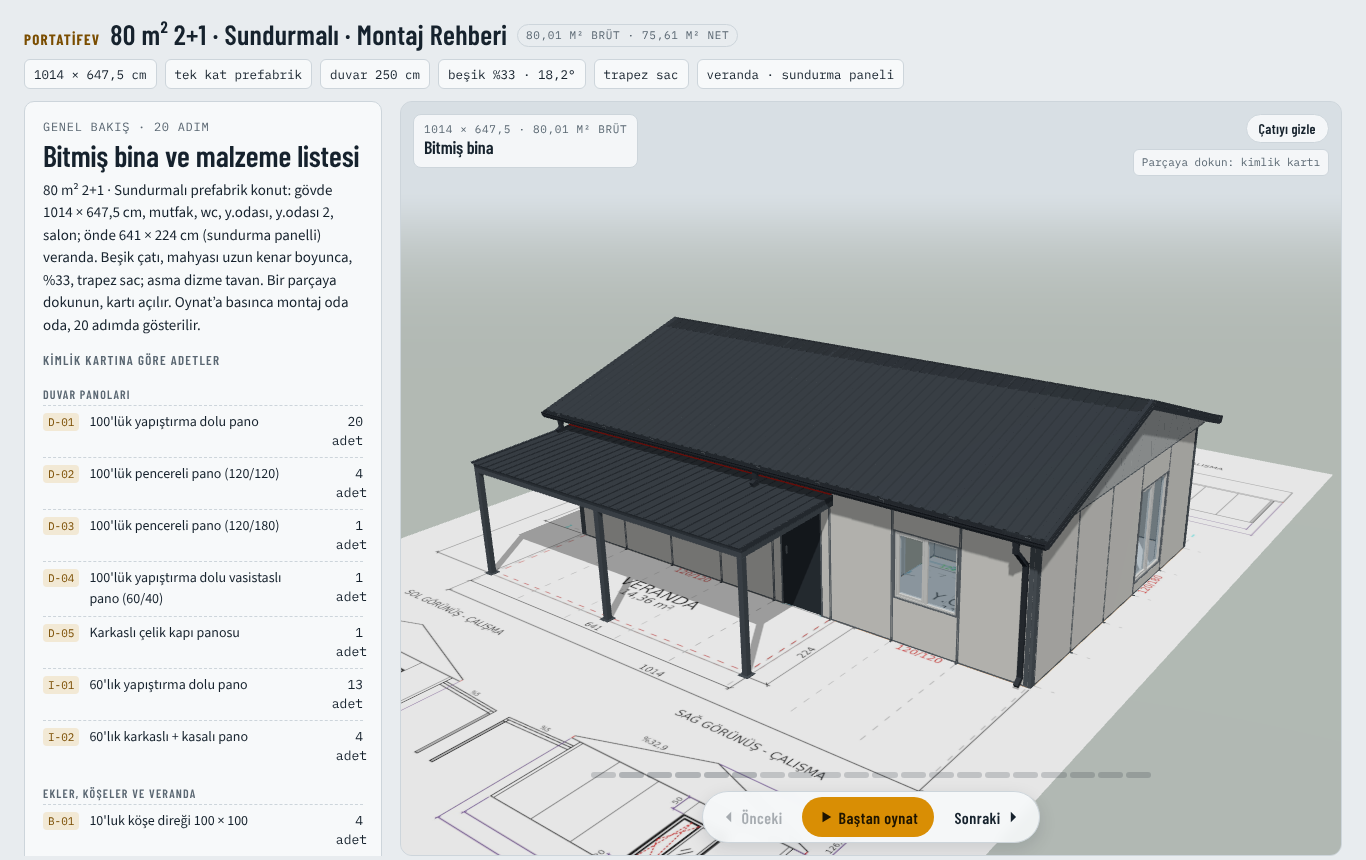 PORTATİFEV 80 m² 2+1 · Sundurmalı · Montaj Rehberi 80,01 M² BRÜT · 75,61 M² NET
1014 × 647,5 cm tek kat prefabrik duvar 250 cm beşik %33 · 18,2° trapez sac veranda · sundurma paneli
GENEL BAKIŞ · 20 ADIM
Bitmiş bina ve malzeme listesi
80 m² 2+1 · Sundurmalı prefabrik konut: gövde
1014 × 647,5 cm, mutfak, wc, y.odası, y.odası 2,
salon; önde 641 × 224 cm (sundurma panelli)
veranda. Beşik çatı, mahyası uzun kenar boyunca,
%33, trapez sac; asma dizme tavan. Bir parçaya
dokunun, kartı açılır. Oynat’a basınca montaj oda
oda, 20 adımda gösterilir.
KİMLİK KARTINA GÖRE ADETLER
DUVAR PANOLARI
D-01 100'lük yapıştırma dolu pano 20
adet
D-02 100'lük pencereli pano (120/120) 4
adet
D-03 100'lük pencereli pano (120/180) 1
adet
D-04 100'lük yapıştırma dolu vasistaslı 1
pano (60/40) adet
D-05 Karkaslı çelik kapı panosu 1
adet
I-01 60'lık yapıştırma dolu pano 13
adet
I-02 60'lık karkaslı + kasalı pano 4
adet
EKLER, KÖŞELER VE VERANDA
B-01 10'luk köşe direği 100 × 100 4
adet
1014 × 647,5 · 80,01 M² BRÜT
Bitmiş bina
Çatıyı gizle
Parçaya dokun: kimlik kartı
VERANDA
14,36 m²
120/120
120/180
SOL GÖRÜNÜŞ - ÇALIŞMA
641
224
1014
SAĞ GÖRÜNÜŞ - ÇALIŞMA
%32,9
50
Önceki Baştan oynat Sonraki